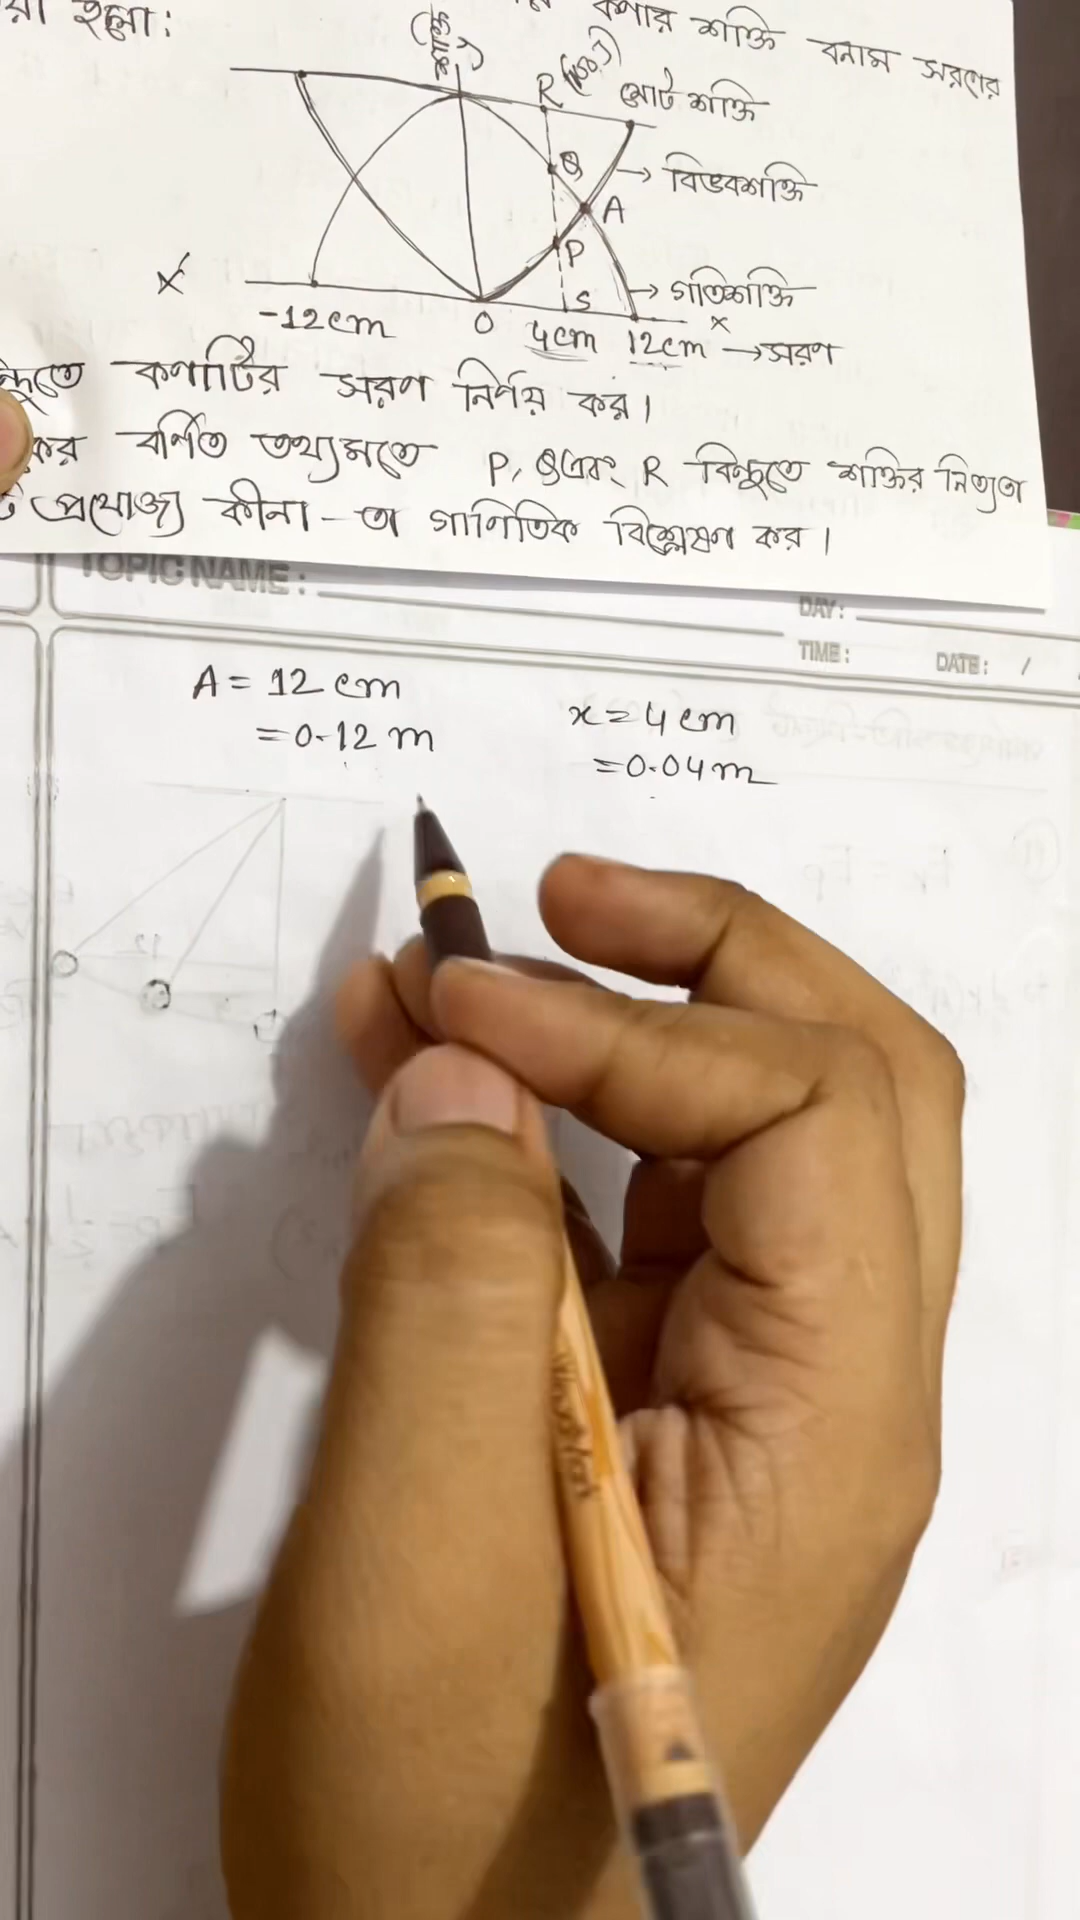 হলো:
কণার শক্তি বনাম সরণের
শক্তি
R
মোট শক্তি
Q
→ বিভবশক্তি
A
P
X′
S
→ গতিশক্তি
-12cm
0
4cm
12cm
x
→ সরণ
কণাটির সরণ নির্ণয় কর।
বর্ণিত তথ্যমতে P, Q এবং R বিন্দুতে শক্তির নিত্যতা
প্রযোজ্য কীনা - তা গাণিতিক বিশ্লেষণ কর।
TOPIC NAME:
DAY:
TIME:
DATE: /
A = 12 cm
= 0.12 m
x = 4 cm
= 0.04 m